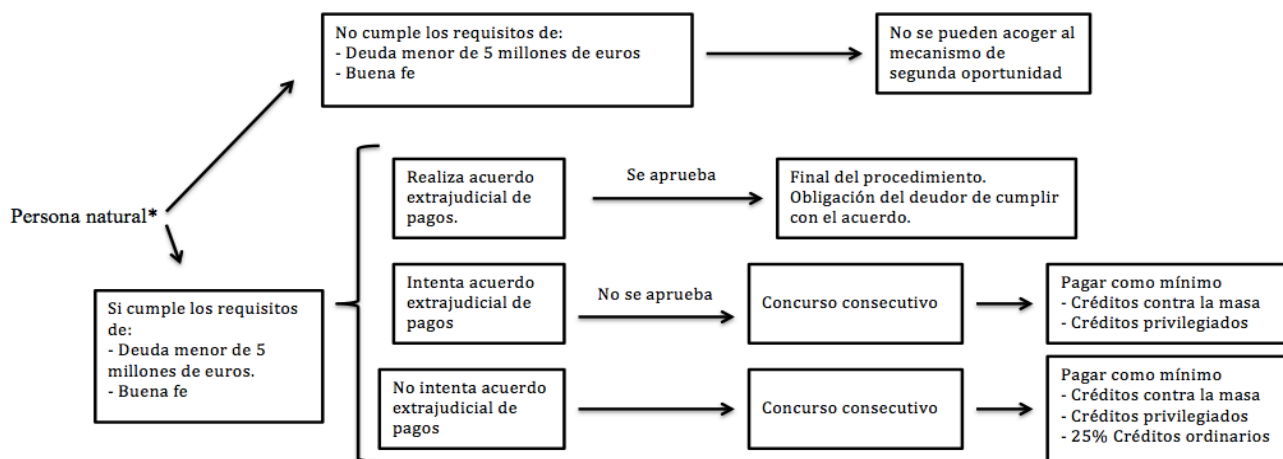 No cumple los requisitos de:
- Deuda menor de 5 millones de euros
- Buena fe
No se pueden acoger al
mecanismo de
segunda oportunidad
Persona natural*
Si cumple los requisitos
de:
- Deuda menor de 5
millones de euros.
- Buena fe
Realiza acuerdo
extrajudicial de
pagos.
Se aprueba
Final del procedimiento.
Obligación del deudor de cumplir
con el acuerdo.
Intenta acuerdo
extrajudicial de
pagos
No se aprueba
Concurso consecutivo
Pagar como mínimo
- Créditos contra la masa
- Créditos privilegiados
No intenta acuerdo
extrajudicial de
pagos
Concurso consecutivo
Pagar como mínimo
- Créditos contra la masa
- Créditos privilegiados
- 25% Créditos ordinarios